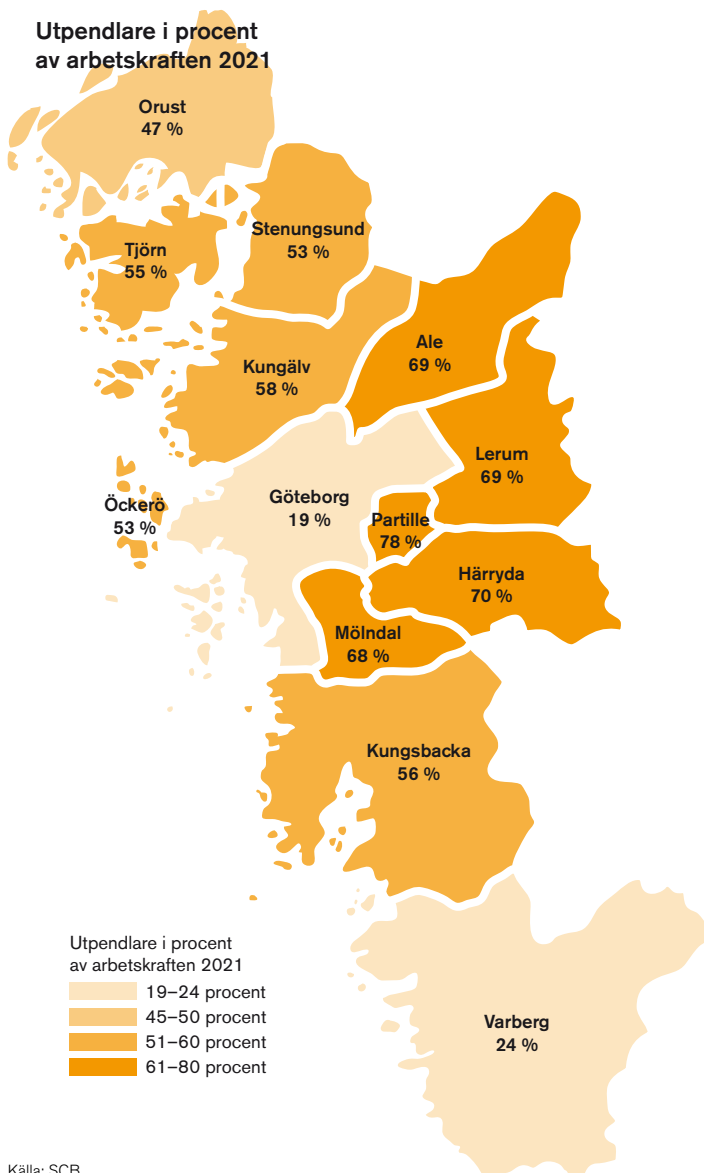 Utpendlare i procent
av arbetskraften 2021
Orust
47 %
Stenungsund
53 %
Tjörn
55 %
Ale
69 %
Kungälv
58 %
Lerum
69 %
Göteborg
19 %
Öckerö
53 %
Partille
78 %
Härryda
70 %
Mölndal
68 %
Kungsbacka
56 %
Utpendlare i procent
av arbetskraften 2021
19–24 procent
45–50 procent
51–60 procent
61–80 procent
Varberg
24 %
Källa: SCB